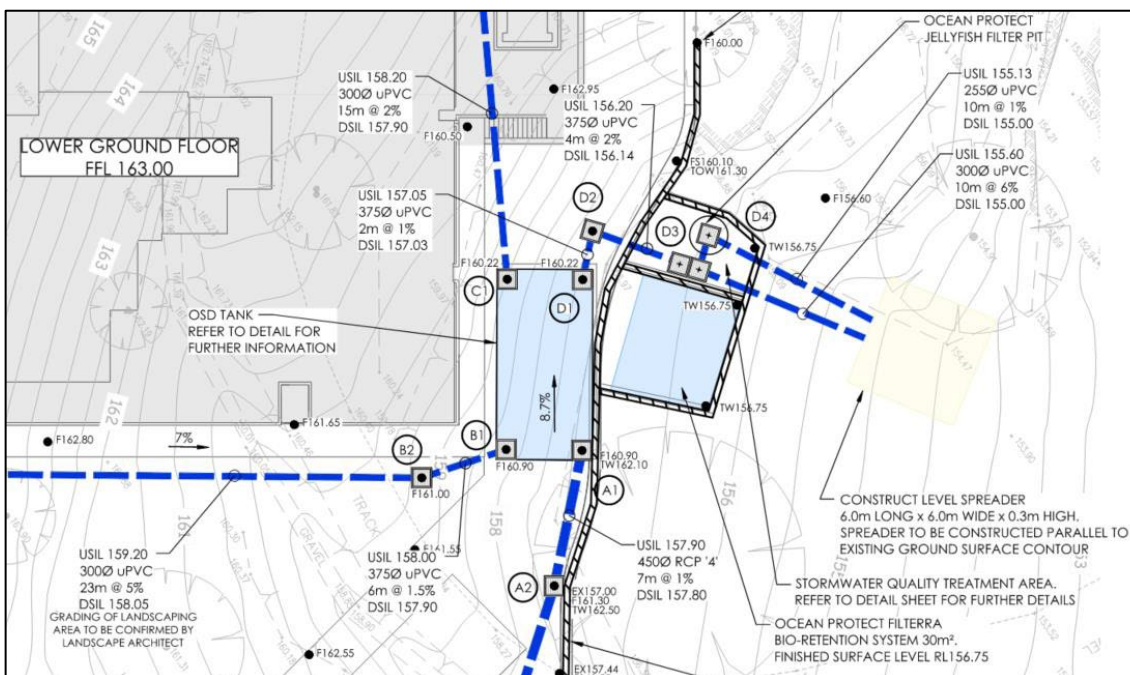 165
164
163
162
161
158
156
LOWER GROUND FLOOR
FFL 163.00
USIL 158.20
300Ø uPVC
15m @ 2%
DSIL 157.90
F162.95
F160.50
USIL 156.20
375Ø uPVC
4m @ 2%
DSIL 156.14
F160.00
OCEAN PROTECT
JELLYFISH FILTER PIT
USIL 155.13
255Ø uPVC
10m @ 1%
DSIL 155.00
USIL 155.60
300Ø uPVC
10m @ 6%
DSIL 155.00
FS160.10
TOW161.30
F156.60
USIL 157.05
375Ø uPVC
2m @ 1%
DSIL 157.03
D2
D3
D4
TW156.75
F160.22
F160.22
C1
D1
OSD TANK
REFER TO DETAIL FOR
FURTHER INFORMATION
TW156.75
154.47
8.7%
TW156.75
F161.65
F162.80
7%
B1
B2
F160.90
F160.90
TW162.10
F161.00
A1
TRACK
GRAVEL
F161.55
USIL 159.20
300Ø uPVC
23m @ 5%
DSIL 158.05
GRADING OF LANDSCAPING
AREA TO BE CONFIRMED BY
LANDSCAPE ARCHITECT
USIL 158.00
375Ø uPVC
6m @ 1.5%
DSIL 157.90
USIL 157.90
450Ø RCP '4'
7m @ 1%
DSIL 157.80
A2
EX157.00
F161.30
TW162.50
F162.55
EX157.44
CONSTRUCT LEVEL SPREADER
6.0m LONG x 6.0m WIDE x 0.3m HIGH.
SPREADER TO BE CONSTRUCTED PARALLEL TO
EXISTING GROUND SURFACE CONTOUR
STORMWATER QUALITY TREATMENT AREA.
REFER TO DETAIL SHEET FOR FURTHER DETAILS
OCEAN PROTECT FILTERRA
BIO-RETENTION SYSTEM 30m².
FINISHED SURFACE LEVEL RL156.75